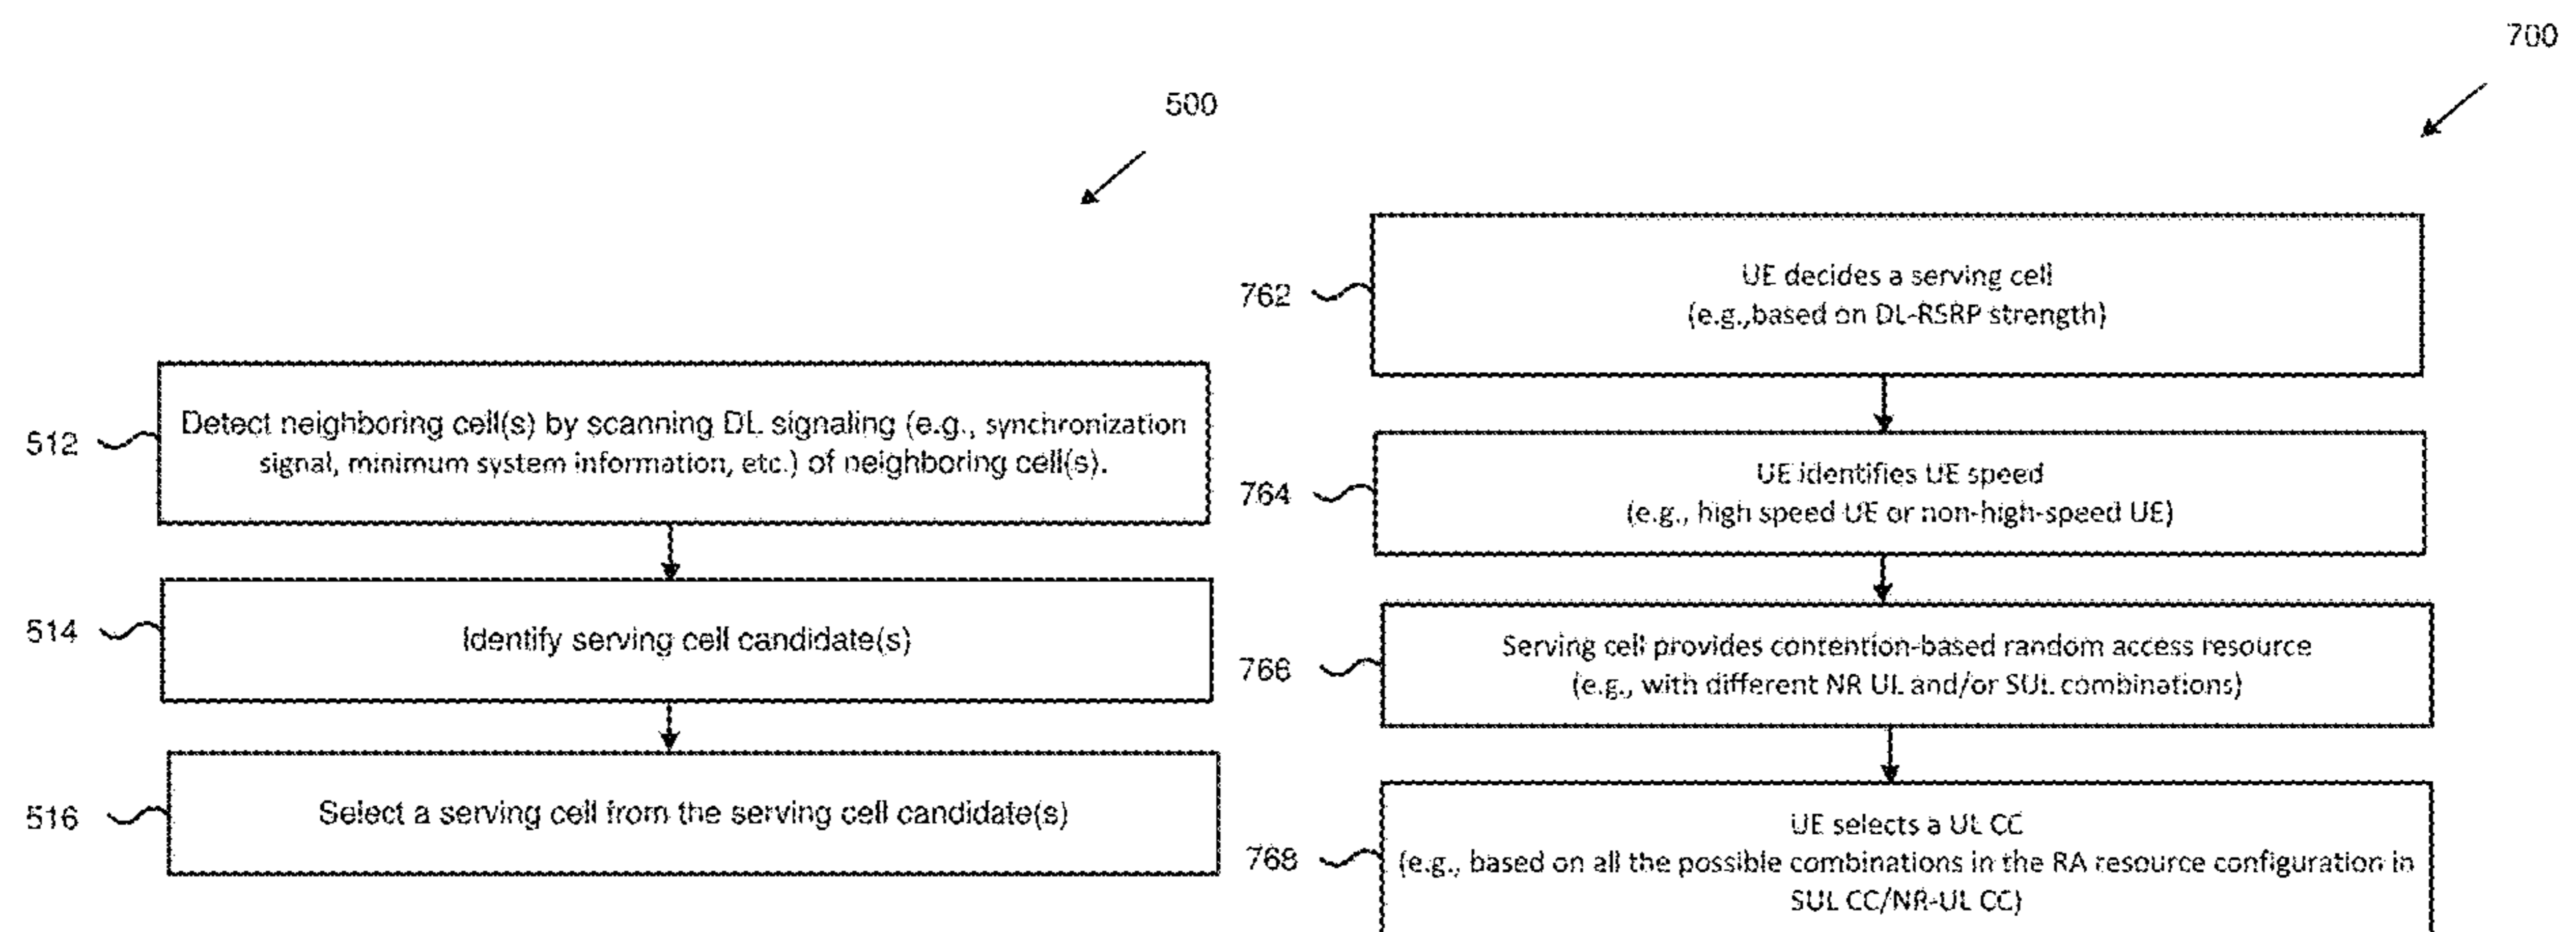 500
512
Detect neighboring cell(s) by scanning DL signaling (e.g., synchronization
signal, minimum system information, etc.) of neighboring cell(s).
514
Identify serving cell candidate(s)
516
Select a serving cell from the serving cell candidate(s)
700
762
UE decides a serving cell
(e.g.,based on DL-RSRP strength)
764
UE identifies UE speed
(e.g., high speed UE or non-high-speed UE)
766
Serving cell provides contention-based random access resource
(e.g., with different NR UL and/or SUL combinations)
768
UE selects a UL CC
(e.g., based on all the possible combinations in the RA resource configuration in
SUL CC/NR-UL CC)